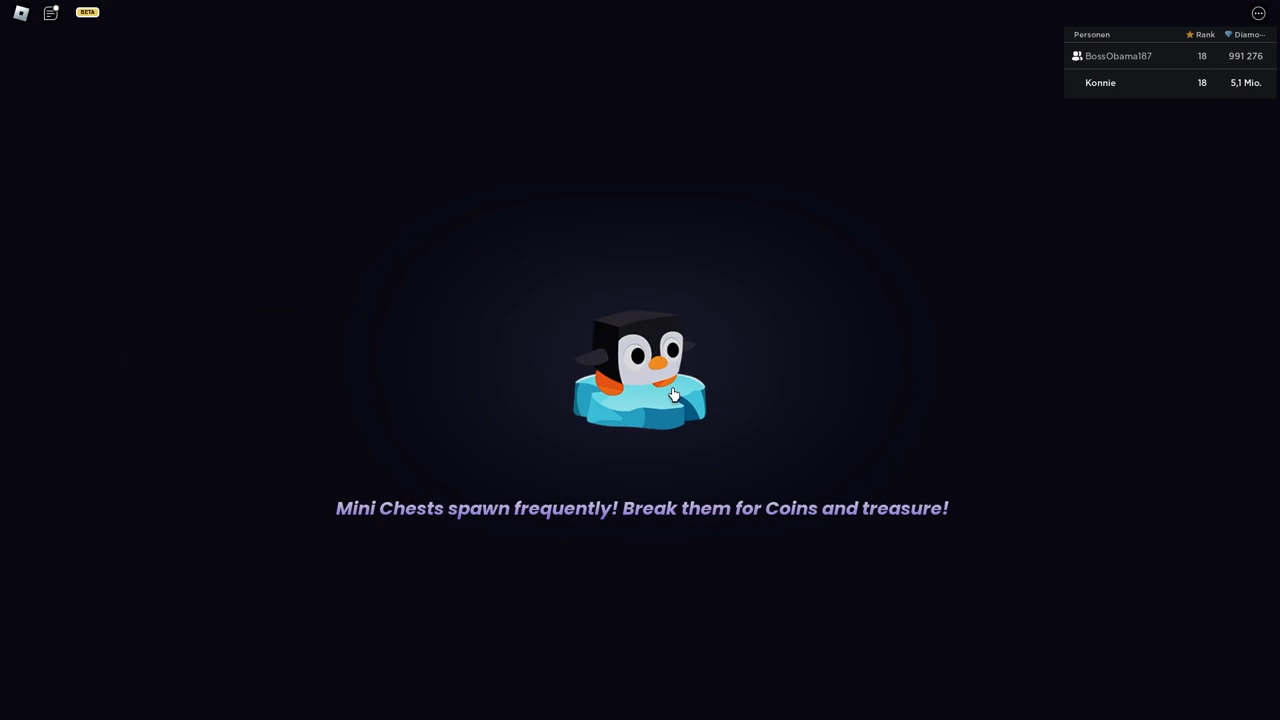 BETA
Personen Rank Diamo...
BossObama187 18 991 276
Konnie 18 5,1 Mio.
Mini Chests spawn frequently! Break them for Coins and treasure!